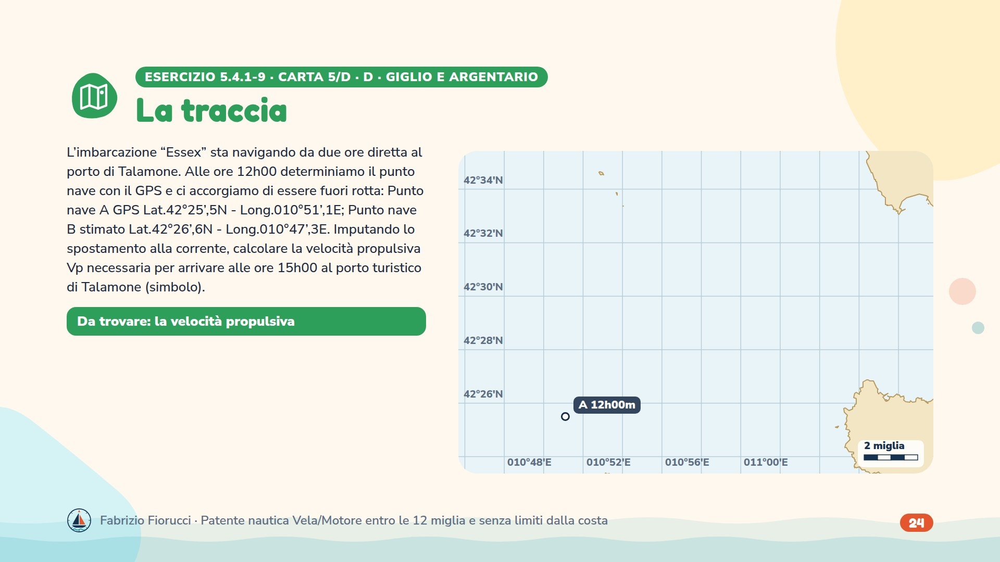 ESERCIZIO 5.4.1-9 · CARTA 5/D · D · GIGLIO E ARGENTARIO
La traccia
L’imbarcazione “Essex” sta navigando da due ore diretta al
porto di Talamone. Alle ore 12h00 determiniamo il punto
nave con il GPS e ci accorgiamo di essere fuori rotta: Punto
nave A GPS Lat.42°25’,5N - Long.010°51’,1E; Punto nave
B stimato Lat.42°26’,6N - Long.010°47’,3E. Imputando lo
spostamento alla corrente, calcolare la velocità propulsiva
Vp necessaria per arrivare alle ore 15h00 al porto turistico
di Talamone (simbolo).
Da trovare: la velocità propulsiva
42°34'N
42°32'N
42°30'N
42°28'N
42°26'N
A 12h00m
2 miglia
010°48'E
010°52'E
010°56'E
011°00'E
Fabrizio Fiorucci · Patente nautica Vela/Motore entro le 12 miglia e senza limiti dalla costa
24